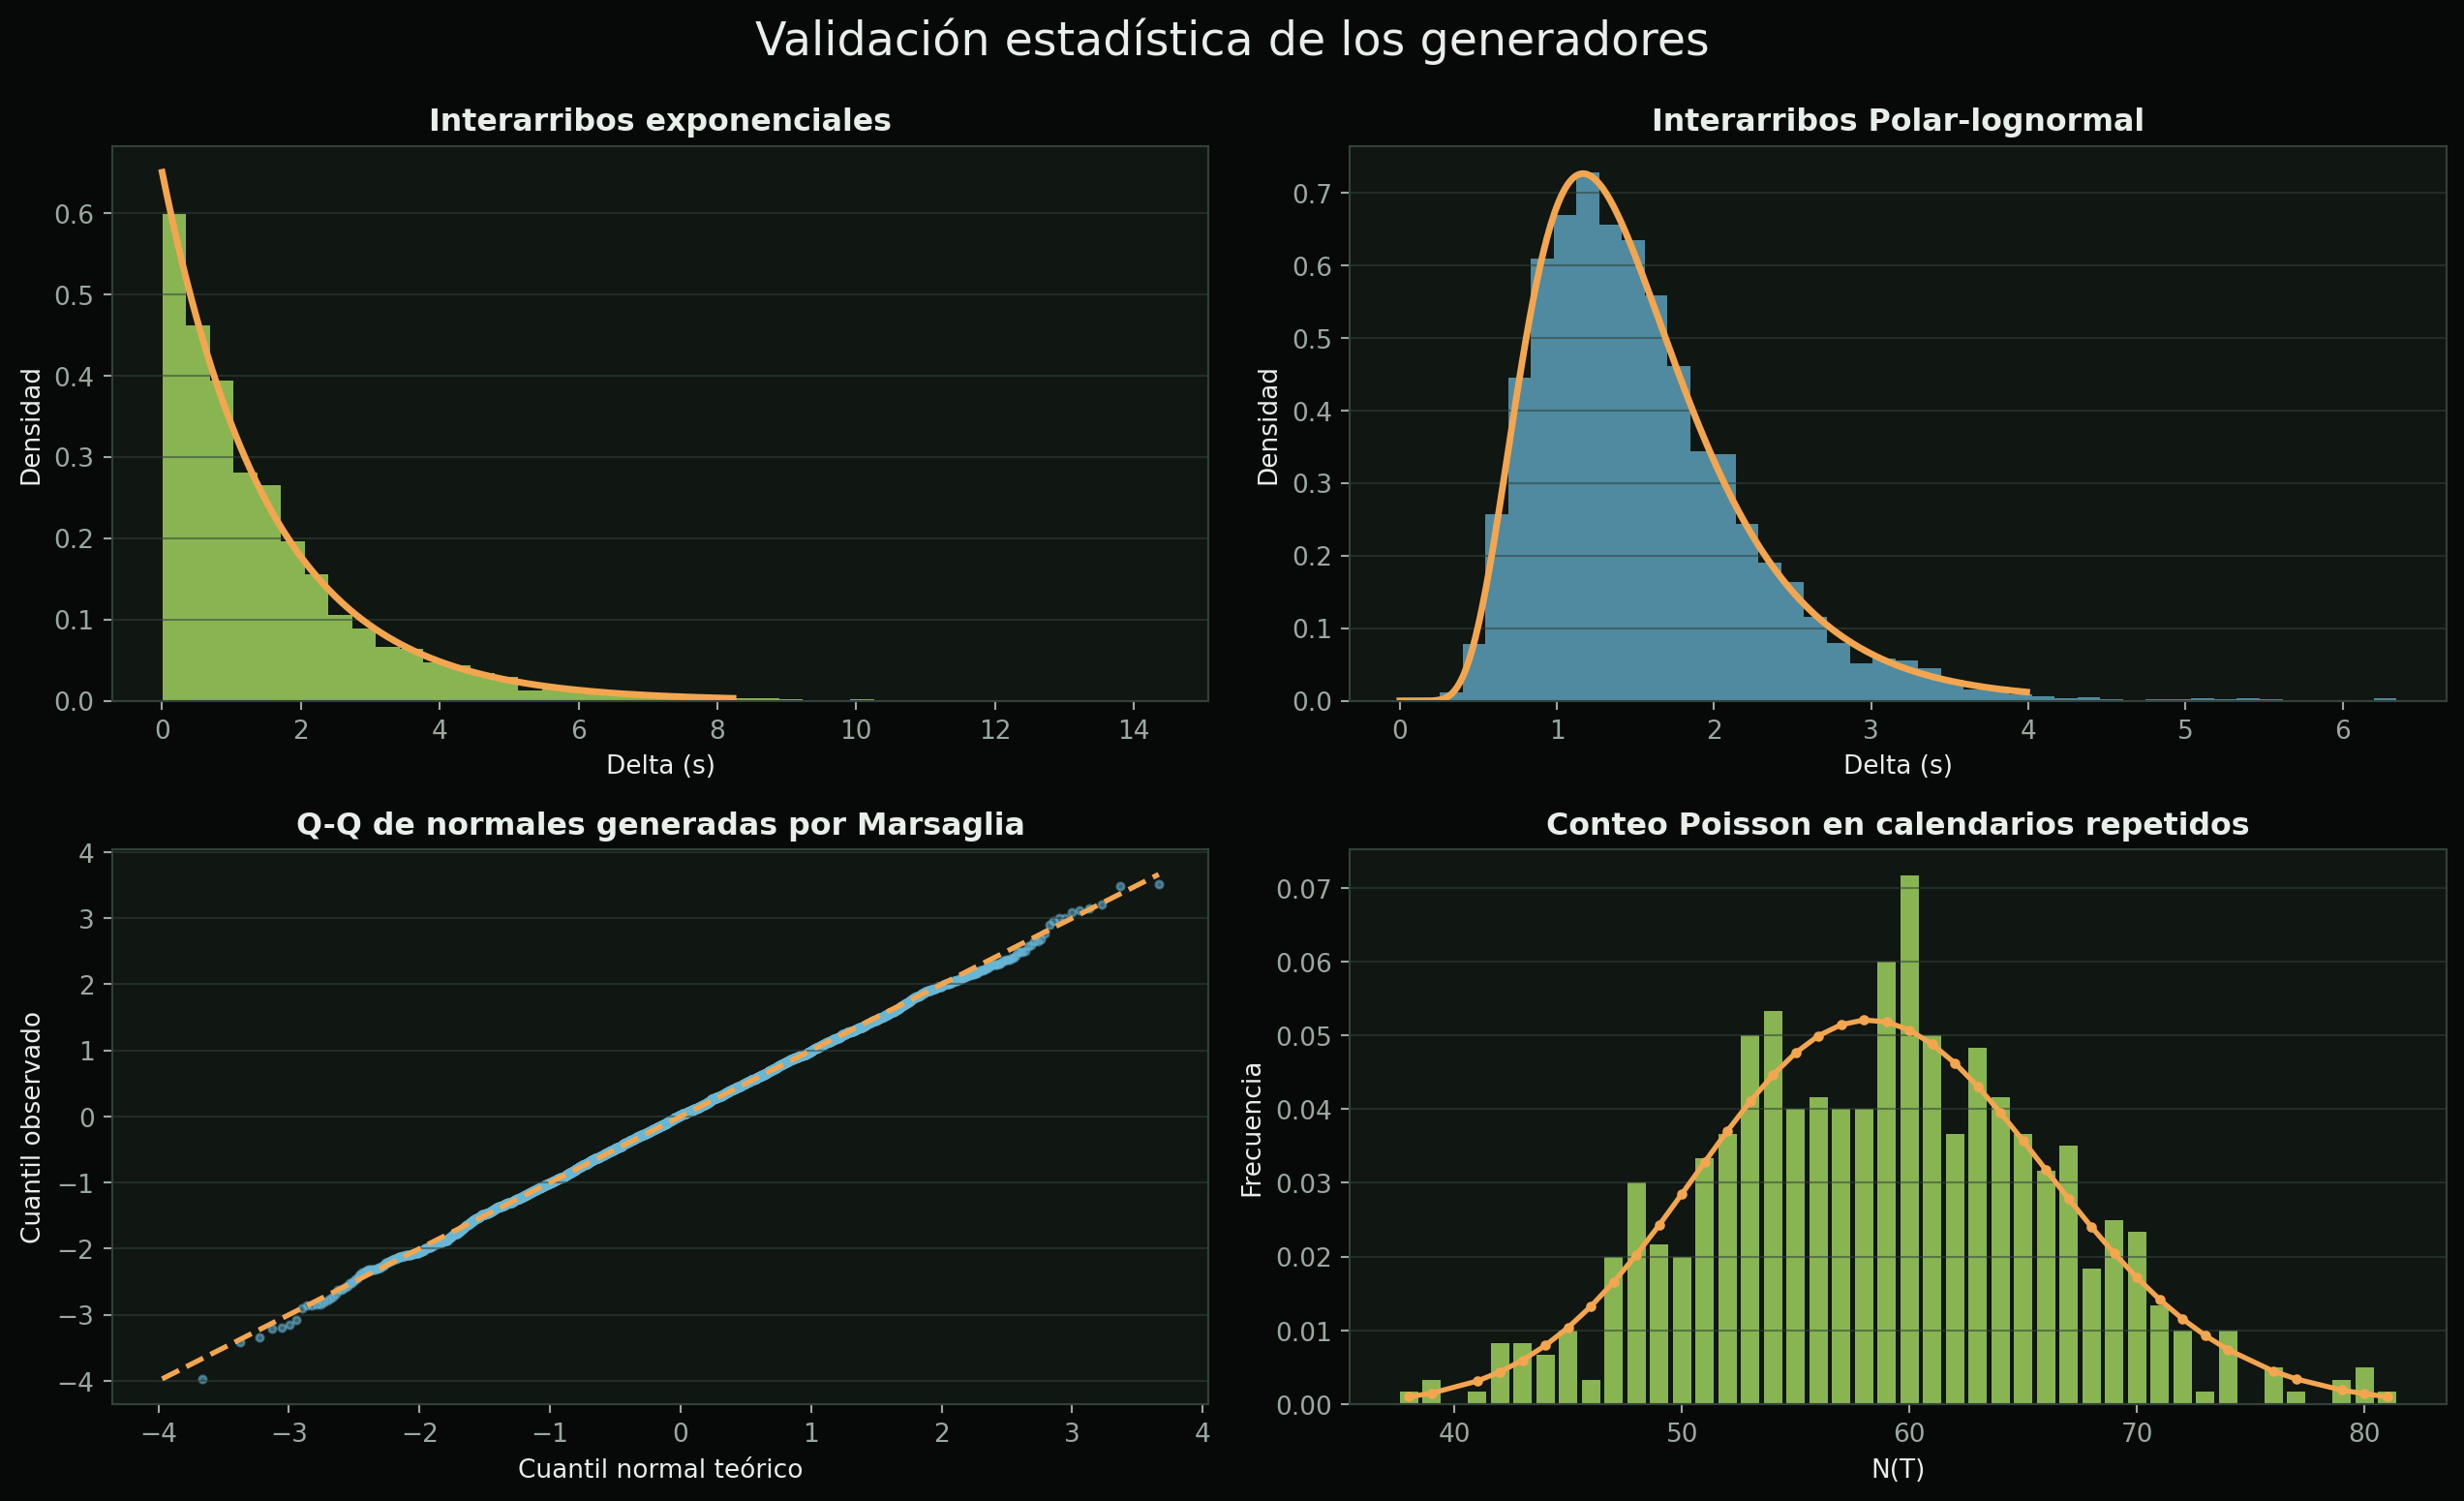 Validación estadística de los generadores
Interarribos exponenciales
Densidad
0.6
0.5
0.4
0.3
0.2
0.1
0.0
0 2 4 6 8 10 12 14
Delta (s)
Interarribos Polar-lognormal
Densidad
0.7
0.6
0.5
0.4
0.3
0.2
0.1
0.0
0 1 2 3 4 5 6
Delta (s)
Q-Q de normales generadas por Marsaglia
Cuantil observado
4
3
2
1
0
−1
−2
−3
−4
−4 −3 −2 −1 0 1 2 3 4
Cuantil normal teórico
Conteo Poisson en calendarios repetidos
Frecuencia
0.07
0.06
0.05
0.04
0.03
0.02
0.01
0.00
40 50 60 70 80
N(T)